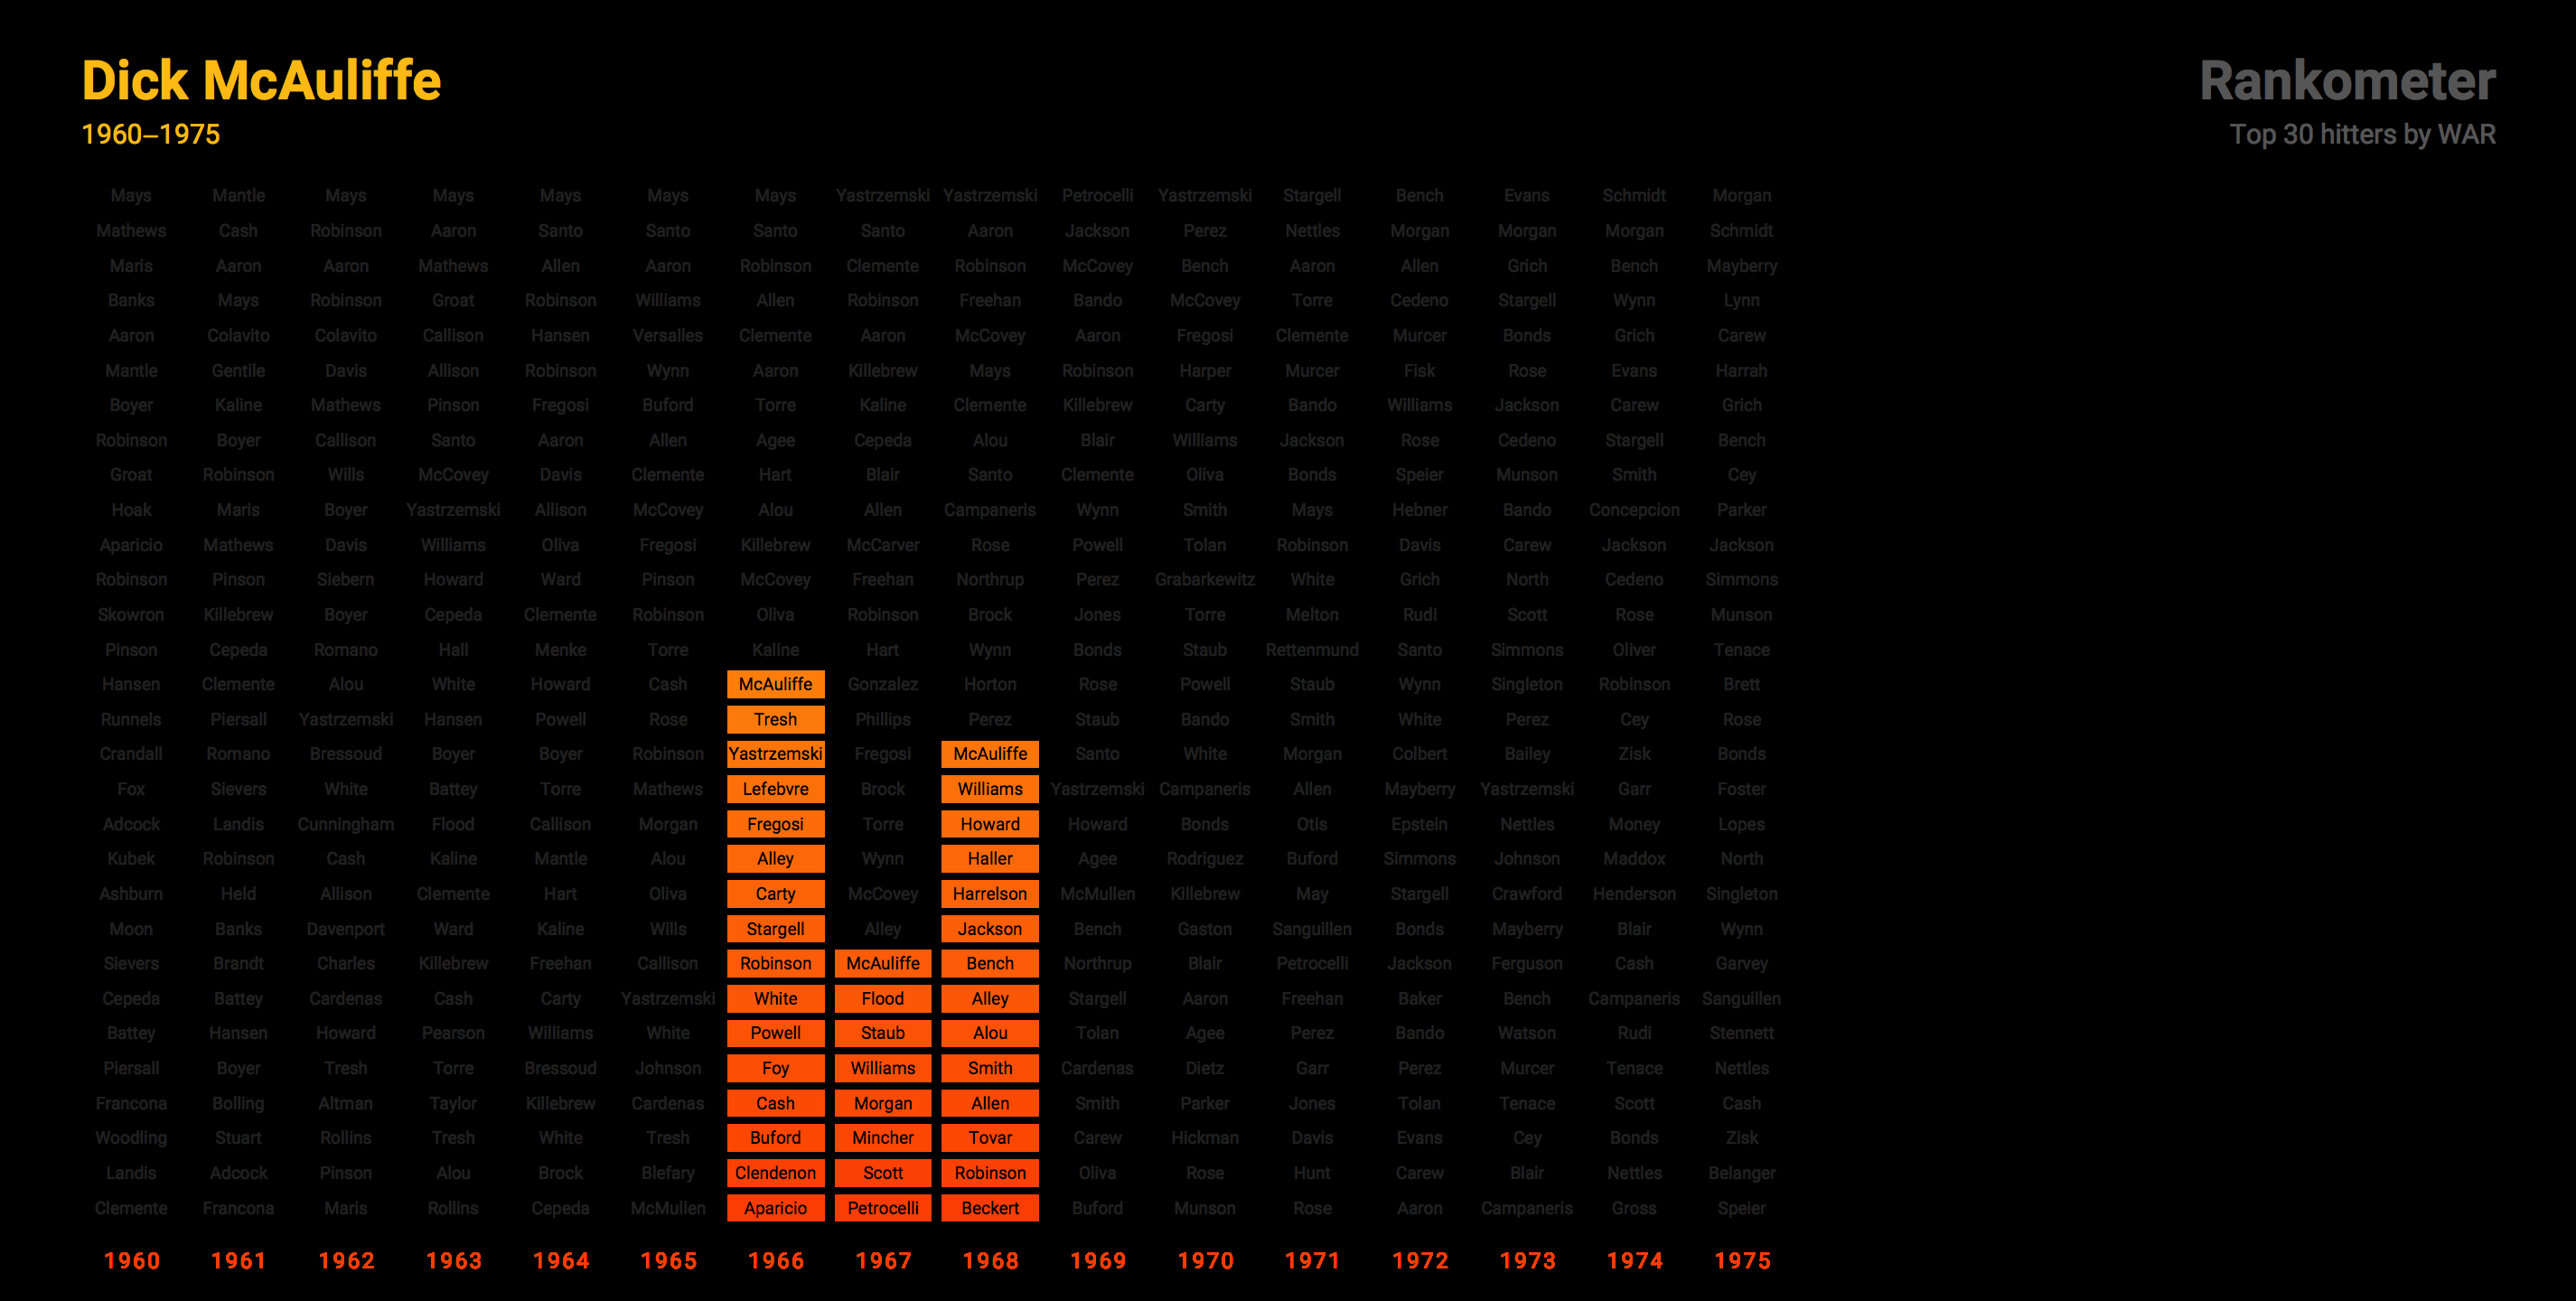 Dick McAuliffe
1960–1975
Rankometer
Top 30 hitters by WAR
Mays Mantle Mays Mays Mays Mays Mays Yastrzemski Yastrzemski Petrocelli Yastrzemski Stargell Bench Evans Schmidt Morgan
Mathews Cash Robinson Aaron Santo Santo Santo Santo Aaron Jackson Perez Nettles Morgan Morgan Morgan Schmidt
Maris Aaron Aaron Mathews Allen Aaron Robinson Clemente Robinson McCovey Bench Aaron Allen Grich Bench Mayberry
Banks Mays Robinson Groat Robinson Williams Allen Robinson Freehan Bando McCovey Torre Cedeno Stargell Wynn Lynn
Aaron Colavito Colavito Callison Hansen Versalles Clemente Aaron McCovey Aaron Fregosi Clemente Murcer Bonds Grich Carew
Mantle Gentile Davis Allison Robinson Wynn Aaron Killebrew Mays Robinson Harper Murcer Fisk Rose Evans Harrah
Boyer Kaline Mathews Pinson Fregosi Buford Torre Kaline Clemente Killebrew Carty Bando Williams Jackson Carew Grich
Robinson Boyer Callison Santo Aaron Allen Agee Cepeda Alou Blair Williams Jackson Rose Cedeno Stargell Bench
Groat Robinson Wills McCovey Davis Clemente Hart Blair Santo Clemente Oliva Bonds Speier Munson Smith Cey
Hoak Maris Boyer Yastrzemski Allison McCovey Alou Allen Campaneris Wynn Smith Mays Hebner Bando Concepcion Parker
Aparicio Mathews Davis Williams Oliva Fregosi Killebrew McCarver Rose Powell Tolan Robinson Davis Carew Jackson Jackson
Robinson Pinson Siebern Howard Ward Pinson McCovey Freehan Northrup Perez Grabarkewitz White Grich North Cedeno Simmons
Skowron Killebrew Boyer Cepeda Clemente Robinson Oliva Robinson Brock Jones Torre Melton Rudi Scott Rose Munson
Pinson Cepeda Romano Hall Menke Torre Kaline Hart Wynn Bonds Staub Rettenmund Santo Simmons Oliver Tenace
Hansen Clemente Alou White Howard Cash McAuliffe Gonzalez Horton Rose Powell Staub Wynn Singleton Robinson Brett
Runnels Piersall Yastrzemski Hansen Powell Rose Tresh Phillips Perez Staub Bando Smith White Perez Cey Rose
Crandall Romano Bressoud Boyer Boyer Robinson Yastrzemski Fregosi McAuliffe Santo White Morgan Colbert Bailey Zisk Bonds
Fox Sievers White Battey Torre Mathews Lefebvre Brock Williams Yastrzemski Campaneris Allen Mayberry Yastrzemski Garr Foster
Adcock Landis Cunningham Flood Callison Morgan Fregosi Torre Howard Howard Bonds Otis Epstein Nettles Money Lopes
Kubek Robinson Cash Kaline Mantle Alou Alley Wynn Haller Agee Rodriguez Buford Simmons Johnson Maddox North
Ashburn Held Allison Clemente Hart Oliva Carty McCovey Harrelson McMullen Killebrew May Stargell Crawford Henderson Singleton
Moon Banks Davenport Ward Kaline Wills Stargell Alley Jackson Bench Gaston Sanguillen Bonds Mayberry Blair Wynn
Sievers Brandt Charles Killebrew Freehan Callison Robinson McAuliffe Bench Northrup Blair Petrocelli Jackson Ferguson Cash Garvey
Cepeda Battey Cardenas Cash Carty Yastrzemski White Flood Alley Stargell Aaron Freehan Baker Bench Campaneris Sanguillen
Battey Hansen Howard Pearson Williams White Powell Staub Alou Tolan Agee Perez Bando Watson Rudi Stennett
Piersall Boyer Tresh Torre Bressoud Johnson Foy Williams Smith Cardenas Dietz Garr Perez Murcer Tenace Nettles
Francona Bolling Altman Taylor Killebrew Cardenas Cash Morgan Allen Smith Parker Jones Tolan Tenace Scott Cash
Woodling Stuart Rollins Tresh White Tresh Buford Mincher Tovar Carew Hickman Davis Evans Cey Bonds Zisk
Landis Adcock Pinson Alou Brock Blefary Clendenon Scott Robinson Oliva Rose Hunt Carew Blair Nettles Belanger
Clemente Francona Maris Rollins Cepeda McMullen Aparicio Petrocelli Beckert Buford Munson Rose Aaron Campaneris Gross Speier
1960 1961 1962 1963 1964 1965 1966 1967 1968 1969 1970 1971 1972 1973 1974 1975